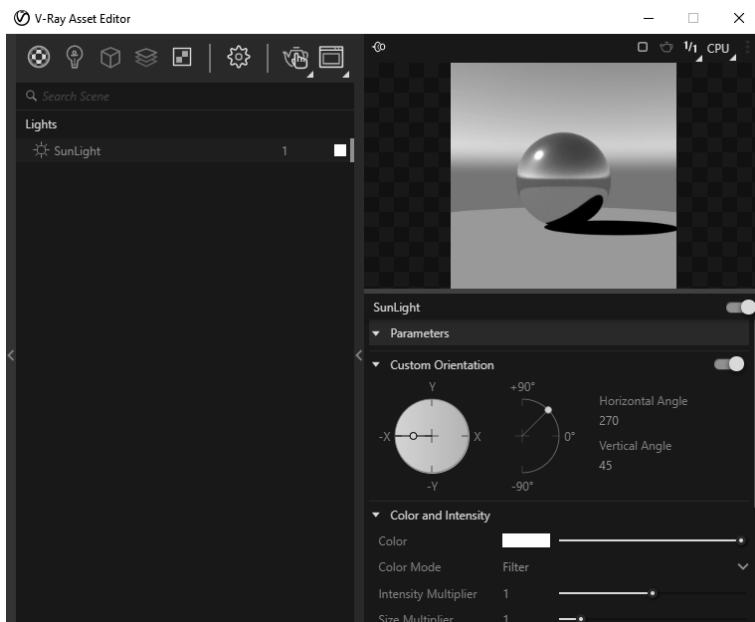 V-Ray Asset Editor
1/1 CPU
Search Scene
Lights
SunLight 1
SunLight
Parameters
Custom Orientation
Y
-X
X
-Y
+90°
0°
-90°
Horizontal Angle
270
Vertical Angle
45
Color and Intensity
Color
Color Mode Filter
Intensity Multiplier 1
Size Multiplier 1